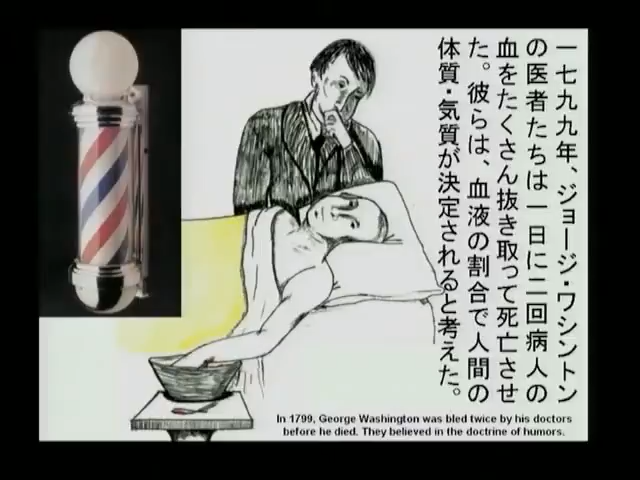 一七九九年、ジョージ・ワシントン
の医者たちは一日に二回病人の
血をたくさん抜き取って死亡させ
た。彼らは、血液の割合で人間の
体質・気質が決定されると考えた。
In 1799, George Washington was bled twice by his doctors
before he died. They believed in the doctrine of humors.